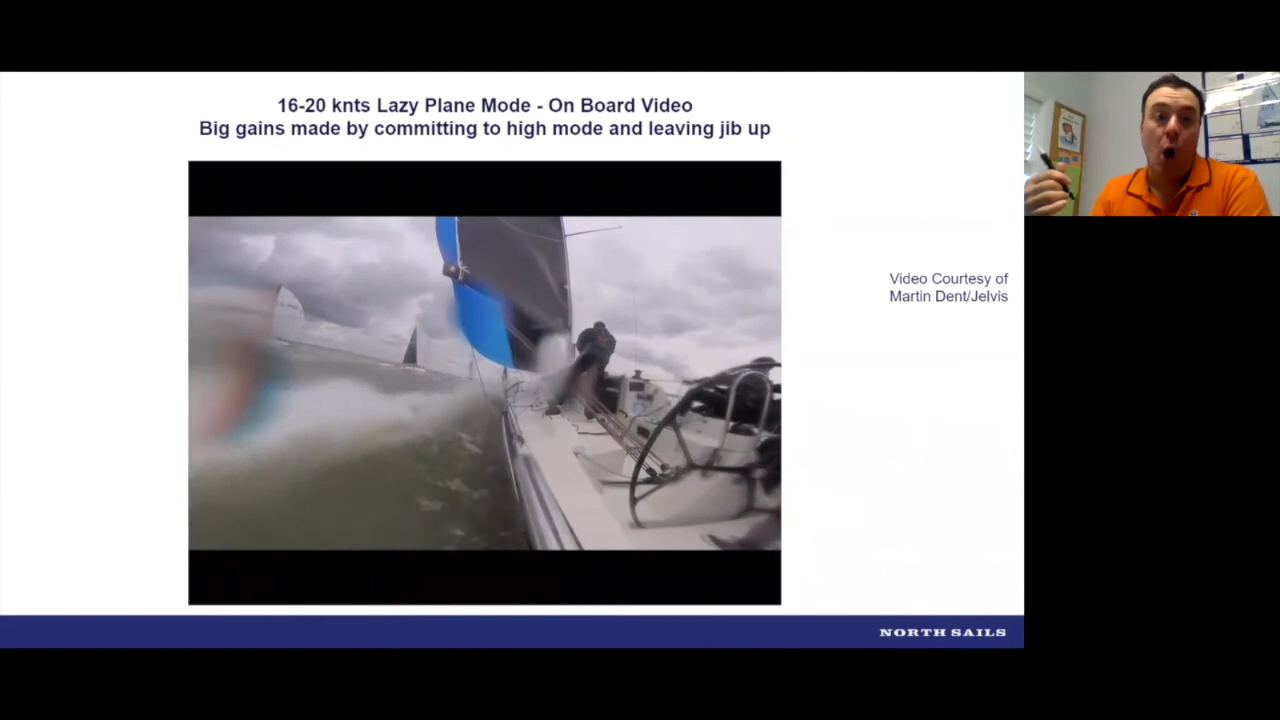 16-20 knts Lazy Plane Mode - On Board Video
Big gains made by committing to high mode and leaving jib up
Video Courtesy of
Martin Dent/Jelvis
NORTH SAILS